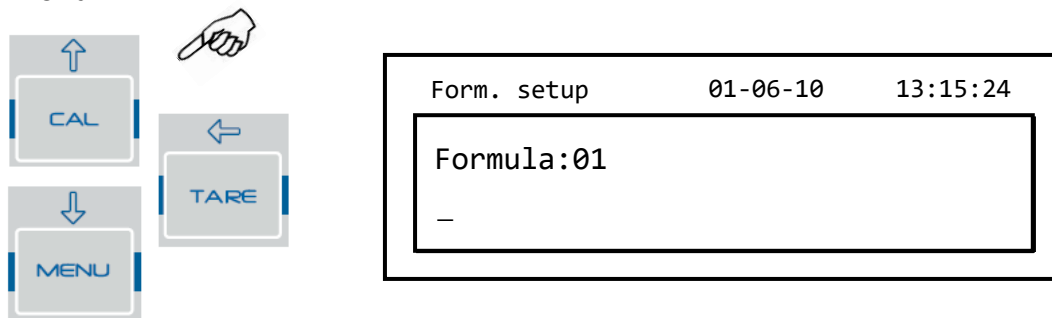 CAL
TARE
MENU
Form. setup 01-06-10 13:15:24
Formula:01
_